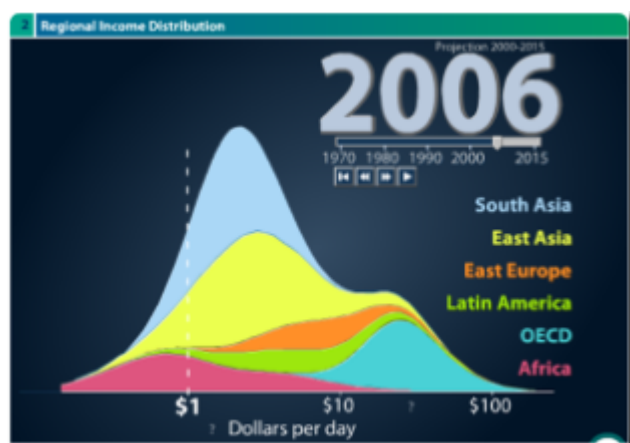 2 Regional Income Distribution
Projection 2000-2015
2006
1970 1980 1990 2000 2015
South Asia
East Asia
East Europe
Latin America
OECD
Africa
$1 $10 ? $100
? Dollars per day